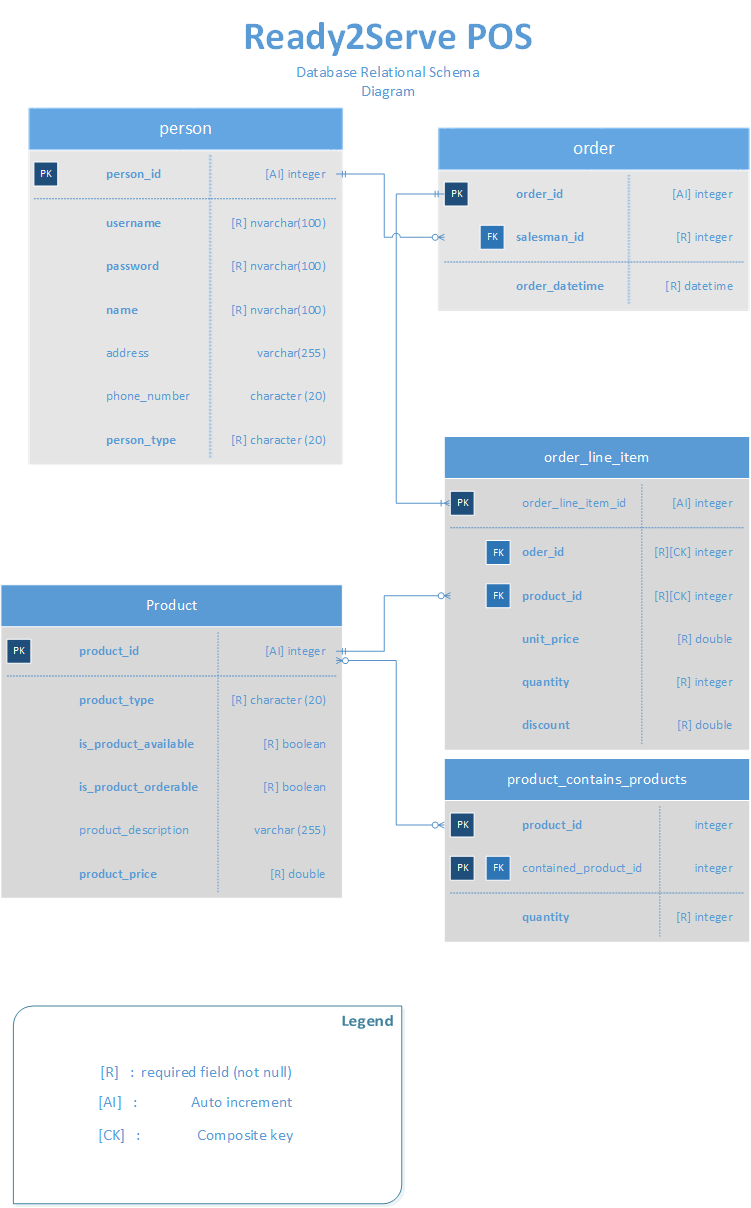 Ready2Serve POS
Database Relational Schema
Diagram
person
PK person_id [AI] integer
username [R] nvarchar(100)
password [R] nvarchar(100)
name [R] nvarchar(100)
address varchar(255)
phone_number character (20)
person_type [R] character (20)
order
PK order_id [AI] integer
FK salesman_id [R] integer
order_datetime [R] datetime
order_line_item
PK order_line_item_id [AI] integer
FK oder_id [R][CK] integer
FK product_id [R][CK] integer
unit_price [R] double
quantity [R] integer
discount [R] double
Product
PK product_id [AI] integer
product_type [R] character (20)
is_product_available [R] boolean
is_product_orderable [R] boolean
product_description varchar (255)
product_price [R] double
product_contains_products
PK product_id integer
PK FK contained_product_id integer
quantity [R] integer
Legend
[R] : required field (not null)
[AI] : Auto increment
[CK] : Composite key